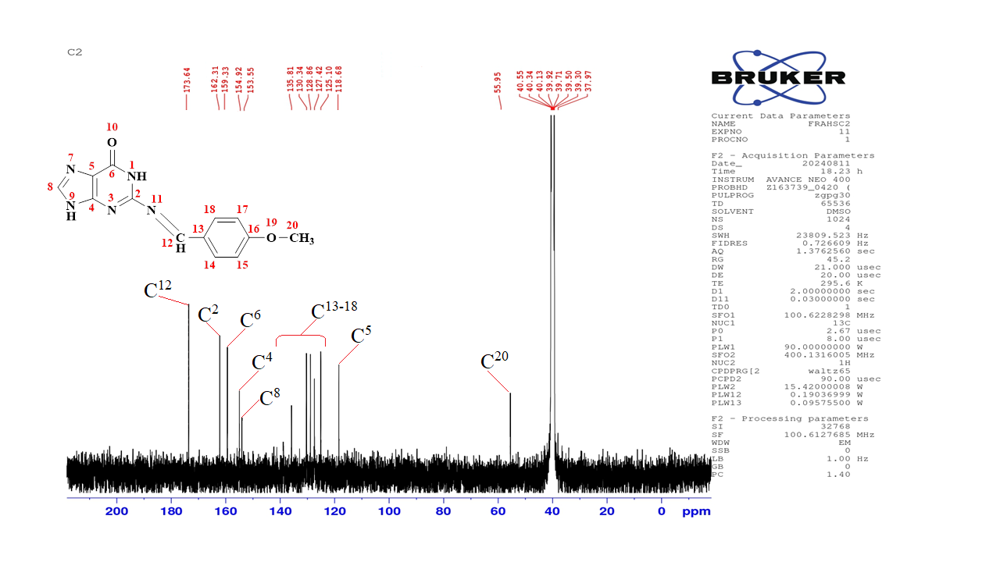 C2
173.64
162.31
159.33
154.92
153.55
135.81
130.34
128.86
127.42
125.10
118.68
55.95
40.55
40.34
40.13
39.92
39.71
39.50
39.30
37.97
BRUKER
10
O
7
N
5
6
1
NH
8
9
N
H
4
3
N
2
11
N
12
C
H
13
18
17
14
15
16
19
O
20
CH3
C12
C2
C6
C4
C8
C13-18
C5
C20
200 180 160 140 120 100 80 60 40 20 0 ppm
Current Data Parameters
NAME FRAHSC2
EXPNO 11
PROCNO 1
F2 - Acquisition Parameters
Date_ 20240811
Time 18.23 h
INSTRUM AVANCE NEO 400
PROBHD Z163739_0420 (
PULPROG zgpg30
TD 65536
SOLVENT DMSO
NS 1024
DS 4
SWH 23809.523 Hz
FIDRES 0.726609 Hz
AQ 1.3762560 sec
RG 45.2
DW 21.000 usec
DE 20.00 usec
TE 295.6 K
D1 2.00000000 sec
D11 0.03000000 sec
TD0 1
SFO1 100.6228298 MHz
NUC1 13C
P0 2.67 usec
P1 8.00 usec
PLW1 90.00000000 W
SFO2 400.1316005 MHz
NUC2 1H
CPDPRG[2 waltz65
PCPD2 90.00 usec
PLW2 15.42000008 W
PLW12 0.19036999 W
PLW13 0.09575500 W
F2 - Processing parameters
SI 32768
SF 100.6127685 MHz
WDW EM
SSB 0
LB 1.00 Hz
GB 0
PC 1.40